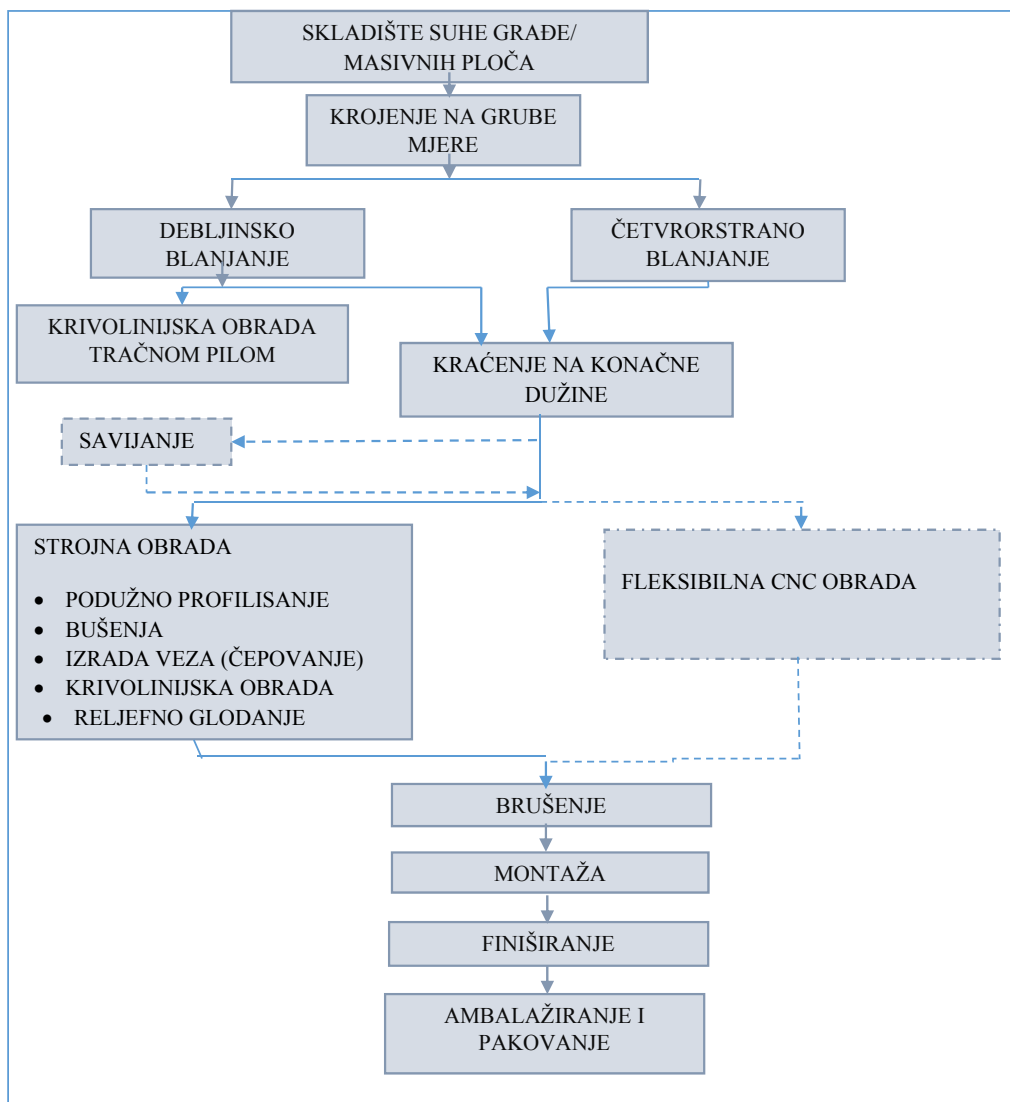 SKLADIŠTE SUHE GRAĐE/
MASIVNIH PLOČA
KROJENJE NA GRUBE
MJERE
DEBLJINSKO
BLANJANJE
ČETVRORSTRANO
BLANJANJE
KRIVOLINIJSKA OBRADA
TRAČNOM PILOM
KRAĆENJE NA KONAČNE
DUŽINE
SAVIJANJE
STROJNA OBRADA
• PODUŽNO PROFILISANJE
• BUŠENJA
• IZRADA VEZA (ČEPOVANJE)
• KRIVOLINIJSKA OBRADA
• RELJEFNO GLODANJE
FLEKSIBILNA CNC OBRADA
BRUŠENJE
MONTAŽA
FINIŠIRANJE
AMBALAŽIRANJE I
PAKOVANJE